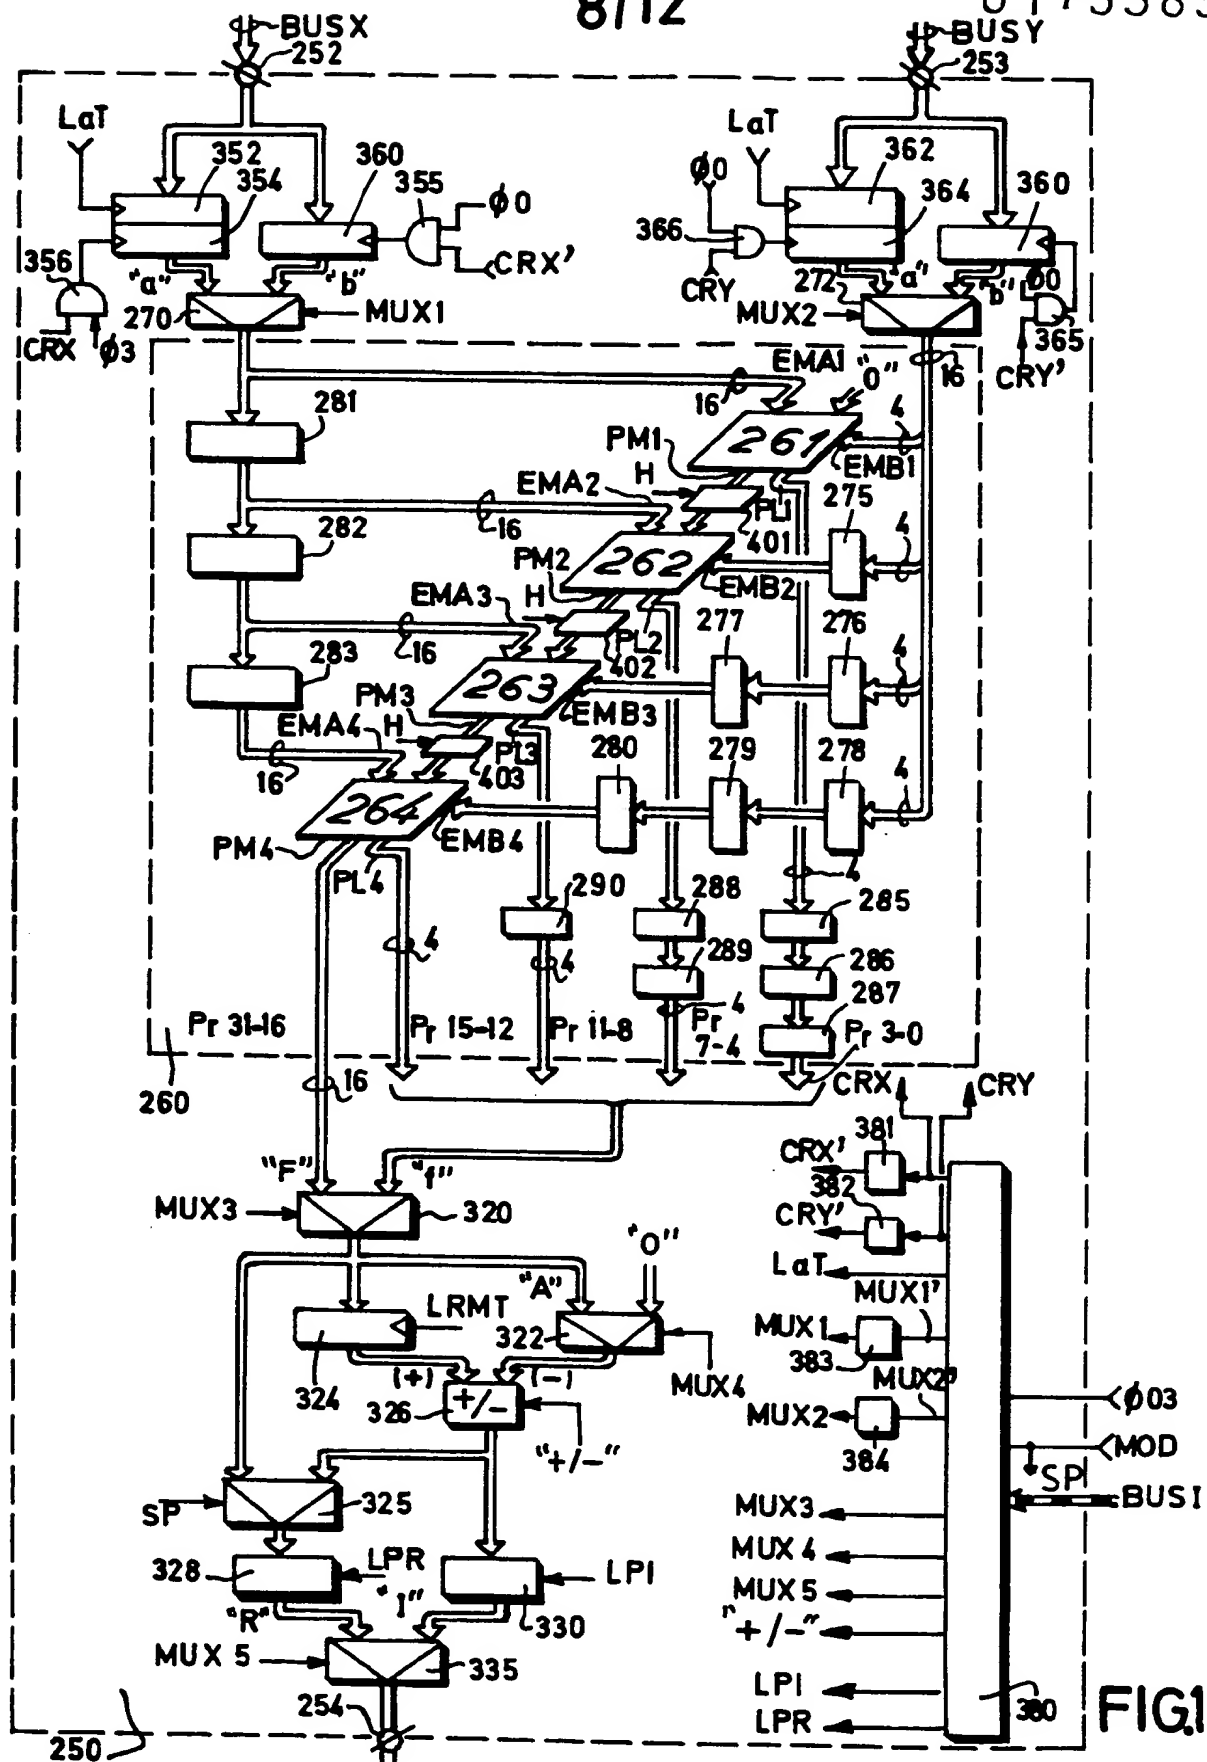 8/12
BUSX
252
BUSY
253
LaT
352
354
360
355
ϕ0
CRX'
356
"a"
"b"
270
MUX1
CRX
ϕ3
LaT
ϕ0
362
364
360
366
CRY
272
"a"
"b"
ϕ0
MUX2
365
CRY'
16
EMA1
"0"
16
281
261
4
PM1
EMB1
H
EMA2
PL1
275
16
401
282
262
4
PM2
EMB2
H
EMA3
PL2
277
276
16
402
283
263
4
PM3
EMB3
EMA4
H
PL3
280
279
278
16
403
264
4
PM4
EMB4
PL4
4
290
288
285
4
4
289
286
4
287
Pr 31-16
Pr 15-12
Pr 11-8
Pr 7-4
Pr 3-0
260
16
CRX
CRY
381
CRX'
"F"
"f"
382
MUX3
320
CRY'
"0"
LaT
"A"
MUX1'
LRMT
322
MUX1
383
324
(+)
(-)
MUX4
MUX2'
326
+/-
MUX2
384
ϕ03
"+/-"
MOD
SP
325
SP
BUSI
MUX3
328
LPR
LPI
MUX4
"I"
MUX5
"R"
330
"+/-"
MUX 5
335
LPI
380
254
LPR
250
FIG.1